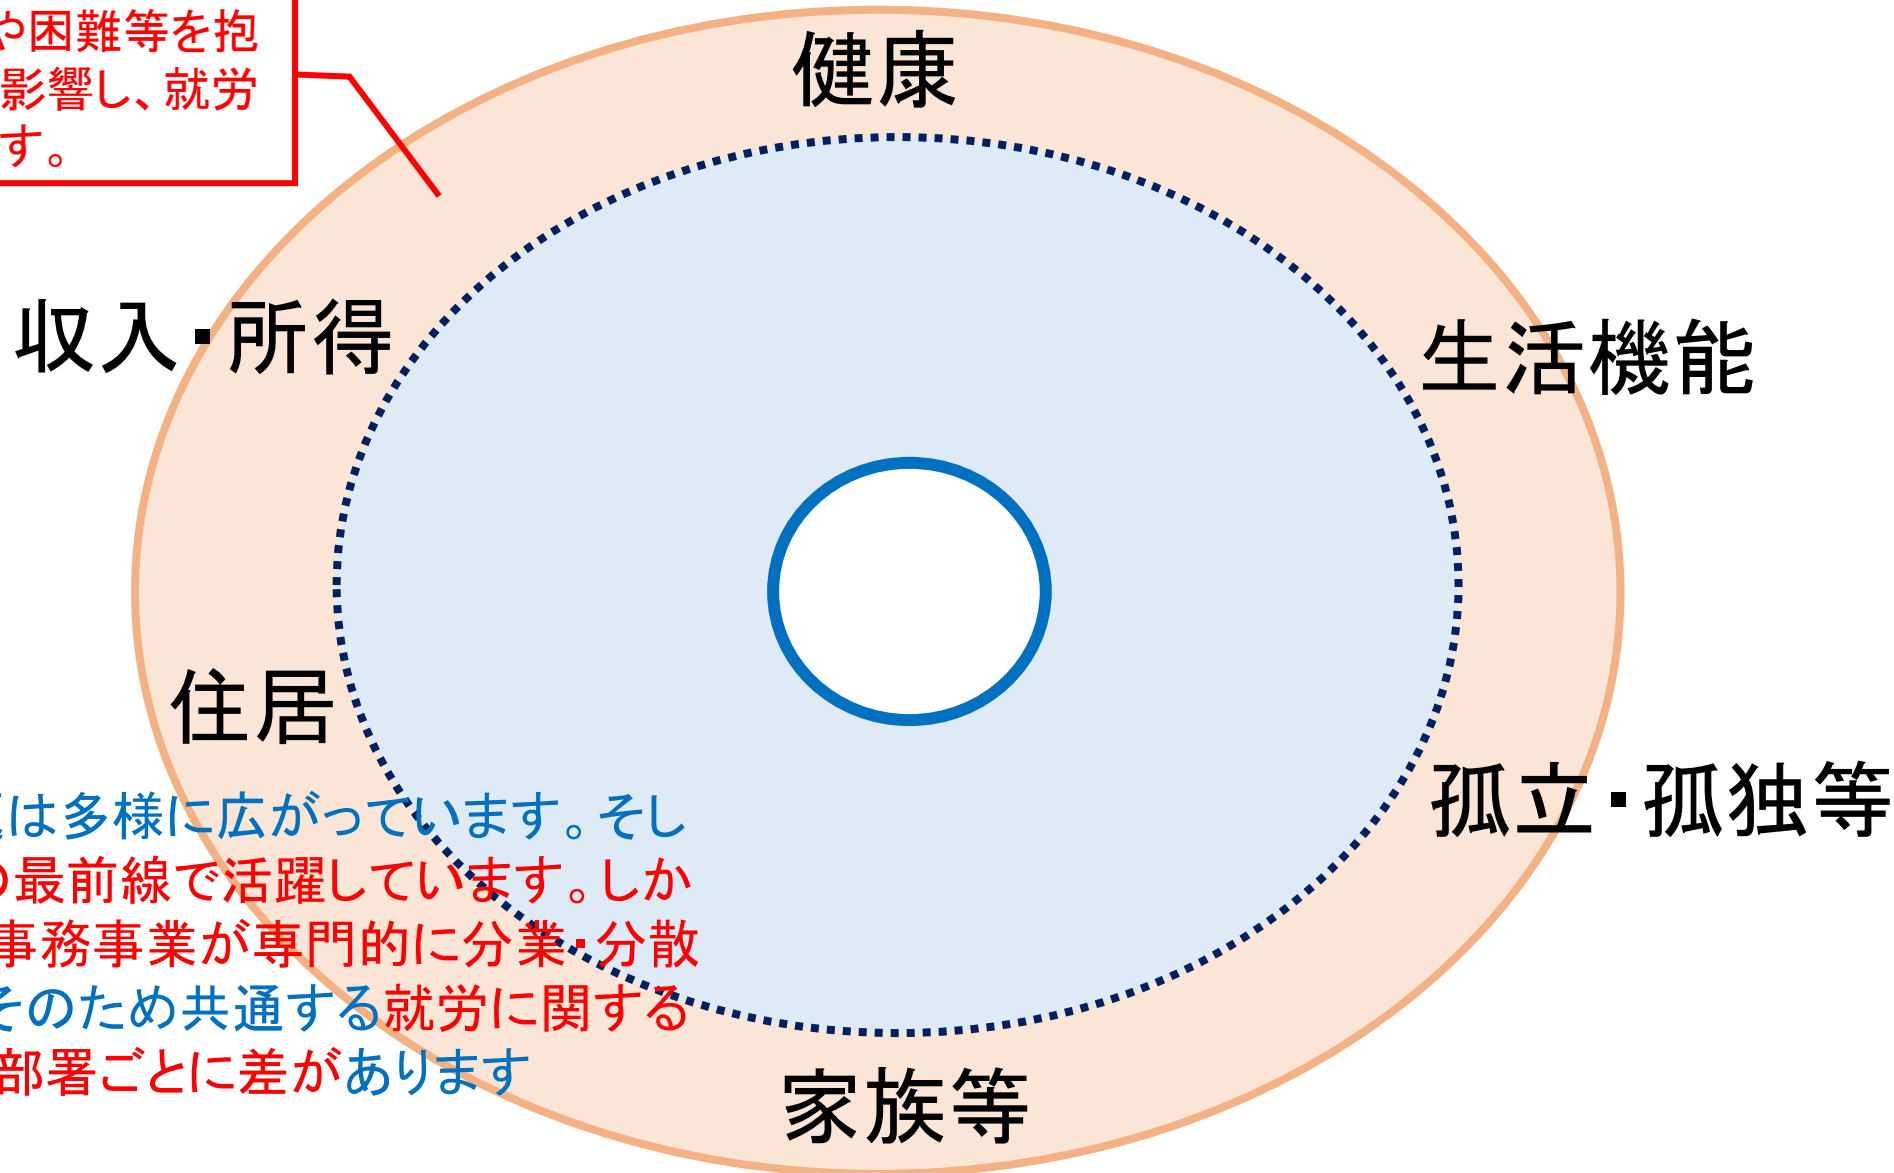 や困難等を抱
影響し、就労
す。
健康
収入・所得
生活機能
住居
孤立・孤独等
は多様に広がっています。そし
の最前線で活躍しています。しか
事務事業が専門的に分業・分散
そのため共通する就労に関する
部署ごとに差があります
家族等